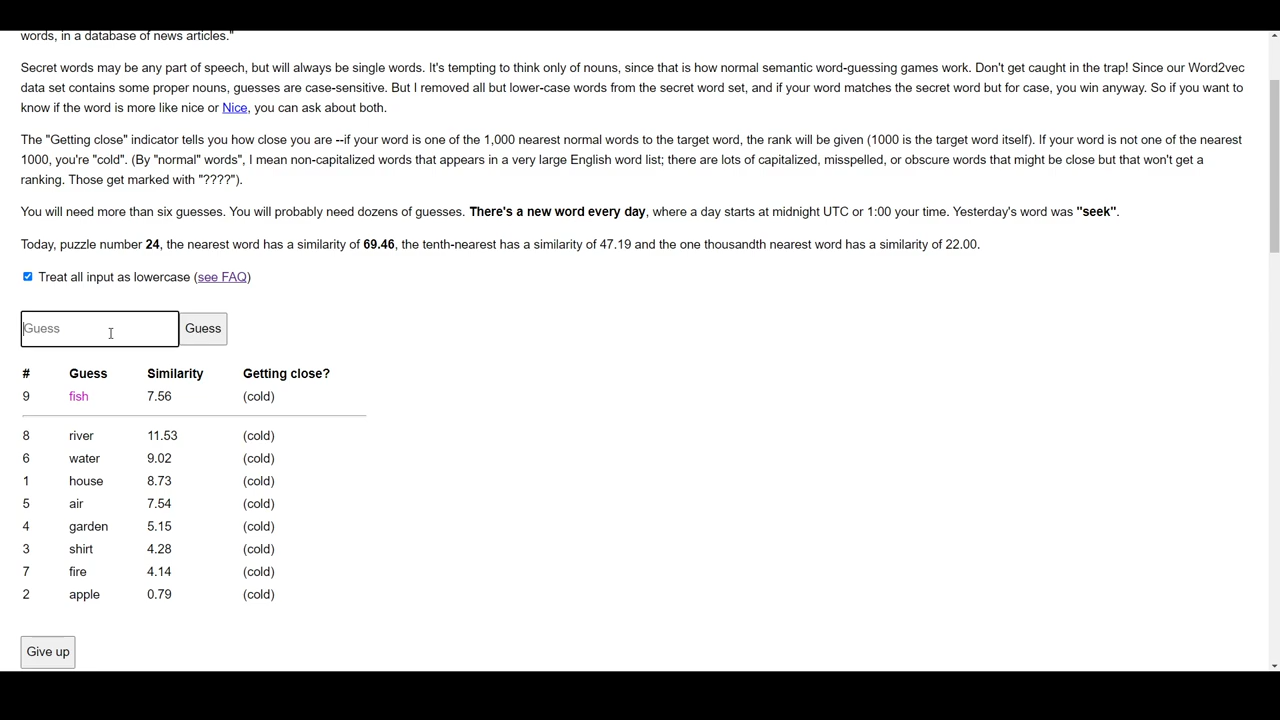 words, in a database of news articles."
Secret words may be any part of speech, but will always be single words. It's tempting to think only of nouns, since that is how normal semantic word-guessing games work. Don't get caught in the trap! Since our Word2vec
data set contains some proper nouns, guesses are case-sensitive. But I removed all but lower-case words from the secret word set, and if your word matches the secret word but for case, you win anyway. So if you want to
know if the word is more like nice or Nice, you can ask about both.
The "Getting close" indicator tells you how close you are --if your word is one of the 1,000 nearest normal words to the target word, the rank will be given (1000 is the target word itself). If your word is not one of the nearest
1000, you're "cold". (By "normal" words", I mean non-capitalized words that appears in a very large English word list; there are lots of capitalized, misspelled, or obscure words that might be close but that won't get a
ranking. Those get marked with "????").
You will need more than six guesses. You will probably need dozens of guesses. There's a new word every day, where a day starts at midnight UTC or 1:00 your time. Yesterday's word was "seek".
Today, puzzle number 24, the nearest word has a similarity of 69.46, the tenth-nearest has a similarity of 47.19 and the one thousandth nearest word has a similarity of 22.00.
Treat all input as lowercase (see FAQ)
Guess Guess
# Guess Similarity Getting close?
9 fish 7.56 (cold)
8 river 11.53 (cold)
6 water 9.02 (cold)
1 house 8.73 (cold)
5 air 7.54 (cold)
4 garden 5.15 (cold)
3 shirt 4.28 (cold)
7 fire 4.14 (cold)
2 apple 0.79 (cold)
Give up